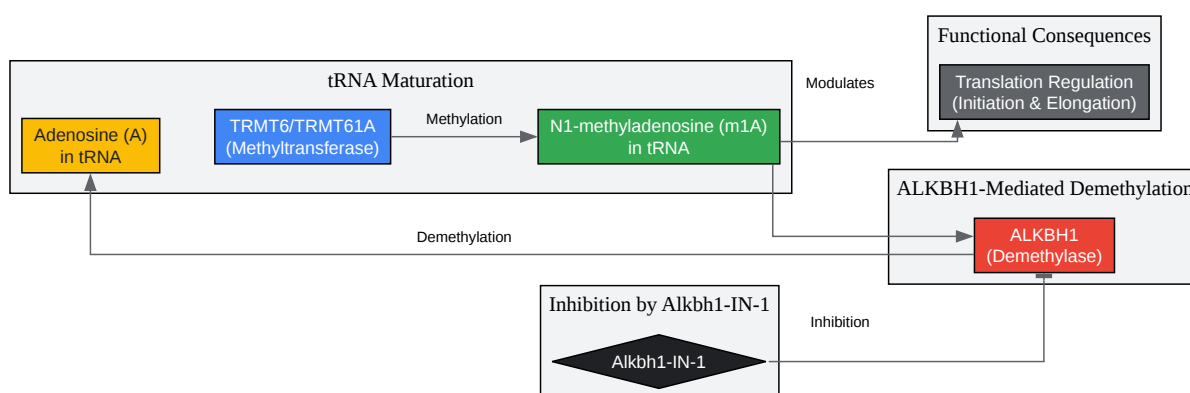 Functional Consequences
Translation Regulation
(Initiation & Elongation)
tRNA Maturation
Modulates
Adenosine (A)
in tRNA
TRMT6/TRMT61A
(Methyltransferase)
Methylation
N1-methyladenosine (m1A)
in tRNA
ALKBH1-Mediated Demethylation
ALKBH1
(Demethylase)
Demethylation
Inhibition by Alkbh1-IN-1
Alkbh1-IN-1
Inhibition